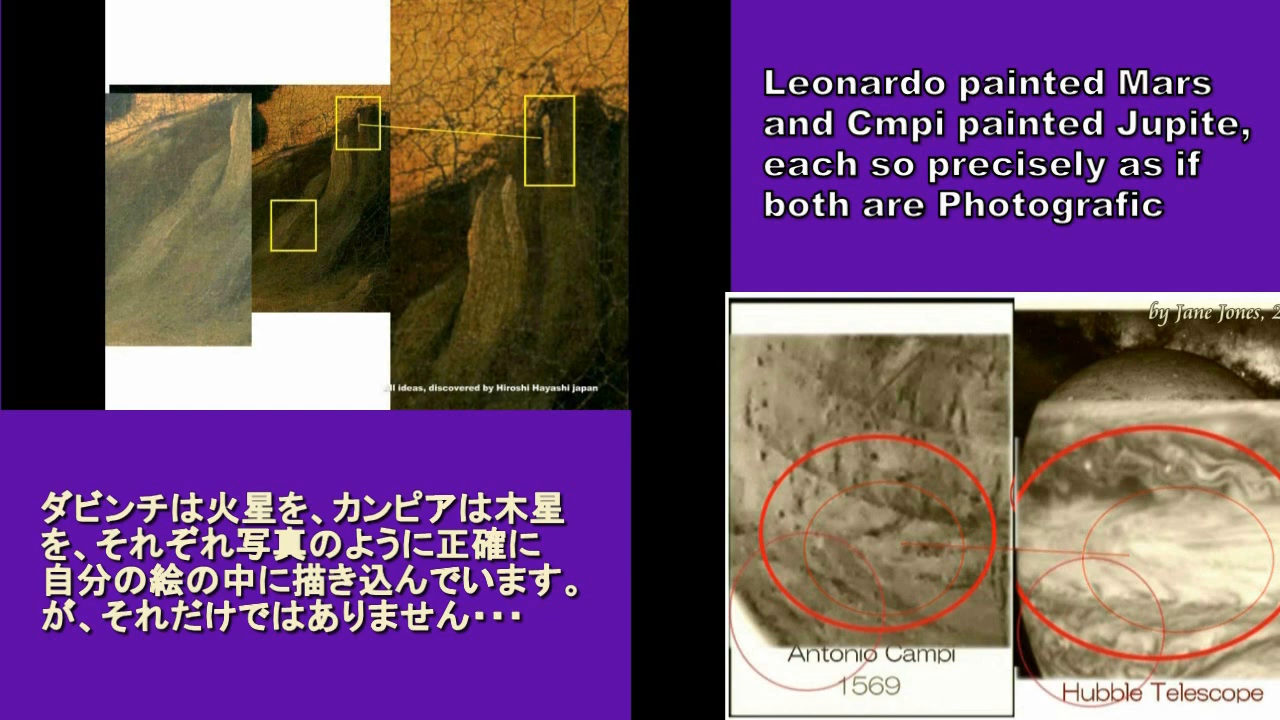 Leonardo painted Mars
and Cmpi painted Jupite,
each so precisely as if
both are Photografic
All ideas, discovered by Hiroshi Hayashi japan
by Jane Jones, 2
ダビンチは火星を、カンピアは木星
を、それぞれ写真のように正確に
自分の絵の中に描き込んでいます。
が、それだけではありません・・・
Antonio Campi
1569
Hubble Telescope